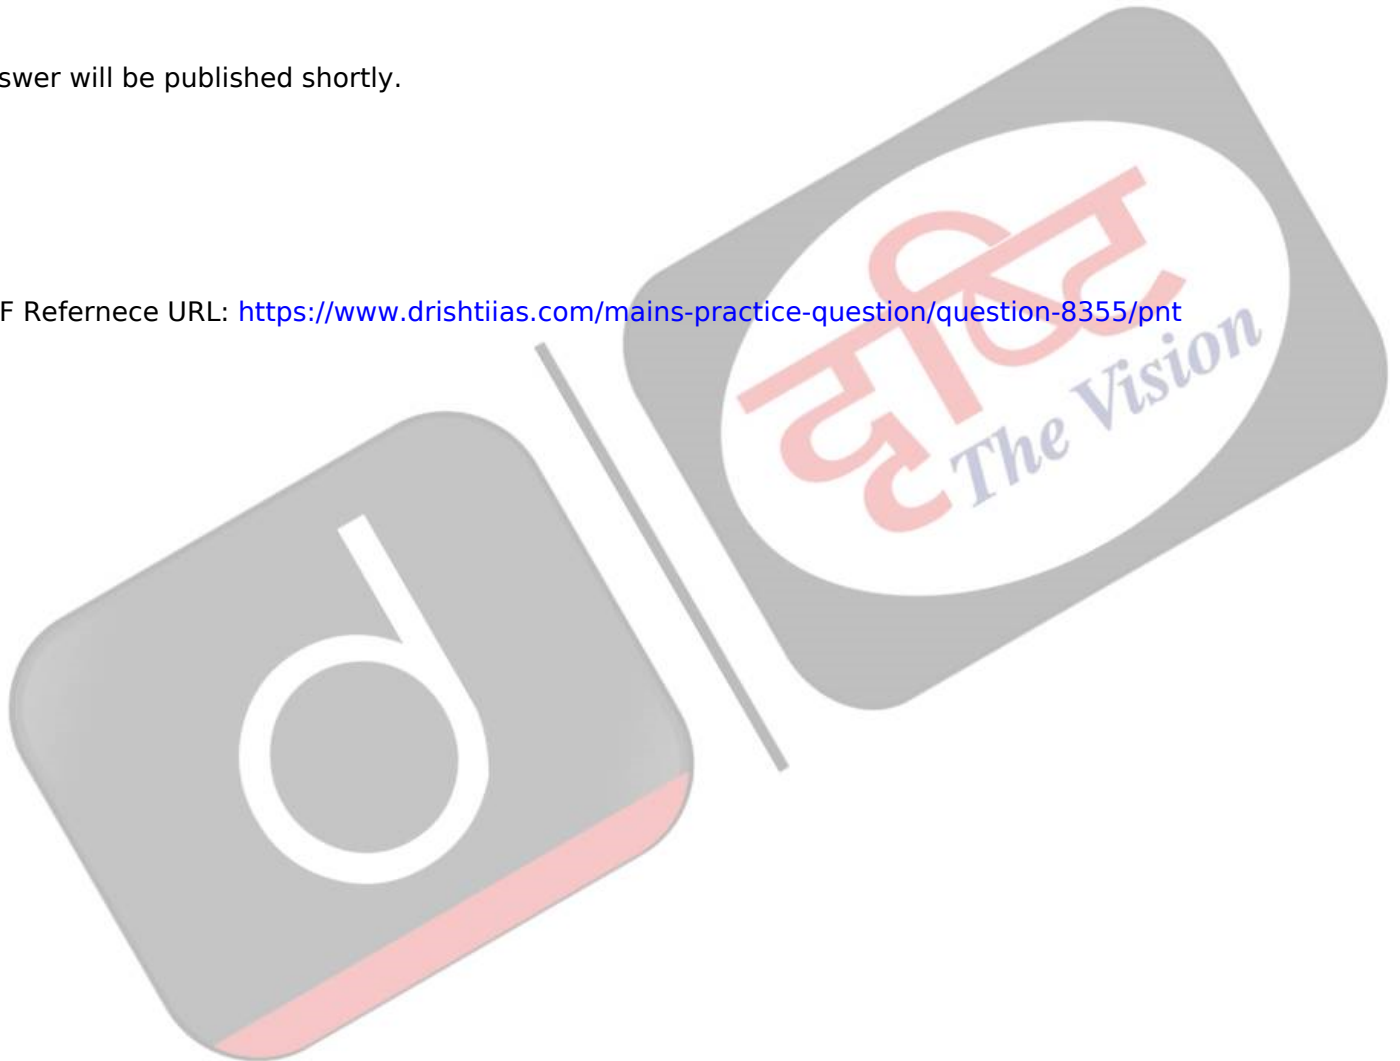 swer will be published shortly.
F Refernece URL: https://www.drishtiias.com/mains-practice-question/question-8355/pnt
दृष्टि
The Vision
d